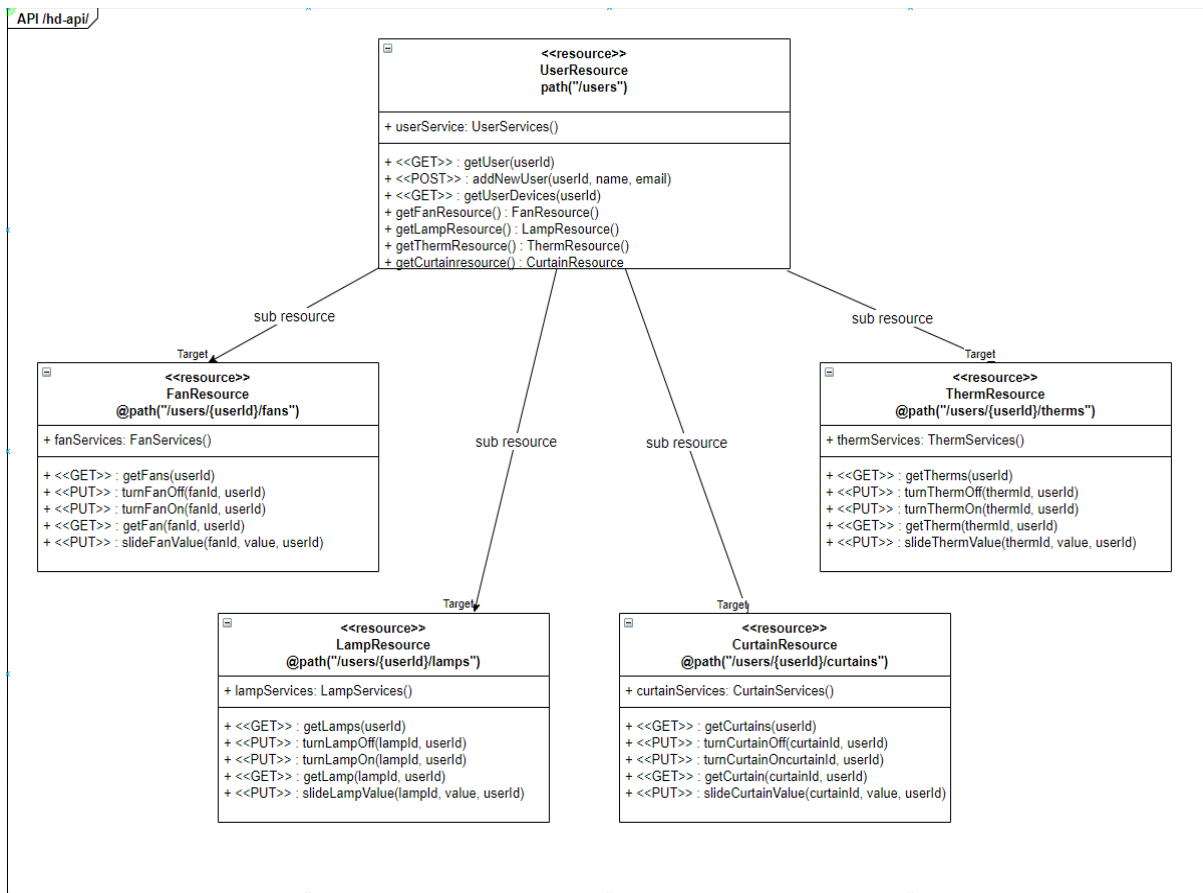 API /hd-api/
<<resource>>
UserResource
path("/users")
+ userService: UserServices()
+ <<GET>> : getUser(userId)
+ <<POST>> : addNewUser(userId, name, email)
+ <<GET>> : getUserDevices(userId)
+ getFanResource() : FanResource()
+ getLampResource() : LampResource()
+ getThermResource() : ThermResource()
+ getCurtainresource() : CurtainResource
sub resource
sub resource
sub resource
sub resource
Target
<<resource>>
FanResource
@path("/users/{userId}/fans")
+ fanServices: FanServices()
+ <<GET>> : getFans(userId)
+ <<PUT>> : turnFanOff(fanId, userId)
+ <<PUT>> : turnFanOn(fanId, userId)
+ <<GET>> : getFan(fanId, userId)
+ <<PUT>> : slideFanValue(fanId, value, userId)
Target
<<resource>>
ThermResource
@path("/users/{userId}/therms")
+ thermServices: ThermServices()
+ <<GET>> : getTherms(userId)
+ <<PUT>> : turnThermOff(thermId, userId)
+ <<PUT>> : turnThermOn(thermId, userId)
+ <<GET>> : getTherm(thermId, userId)
+ <<PUT>> : slideThermValue(thermId, value, userId)
Target
<<resource>>
LampResource
@path("/users/{userId}/lamps")
+ lampServices: LampServices()
+ <<GET>> : getLamps(userId)
+ <<PUT>> : turnLampOff(lampId, userId)
+ <<PUT>> : turnLampOn(lampId, userId)
+ <<GET>> : getLamp(lampId, userId)
+ <<PUT>> : slideLampValue(lampId, value, userId)
Target
<<resource>>
CurtainResource
@path("/users/{userId}/curtains")
+ curtainServices: CurtainServices()
+ <<GET>> : getCurtains(userId)
+ <<PUT>> : turnCurtainOff(curtainId, userId)
+ <<PUT>> : turnCurtainOncurtainId, userId)
+ <<GET>> : getCurtain(curtainId, userId)
+ <<PUT>> : slideCurtainValue(curtainId, value, userId)